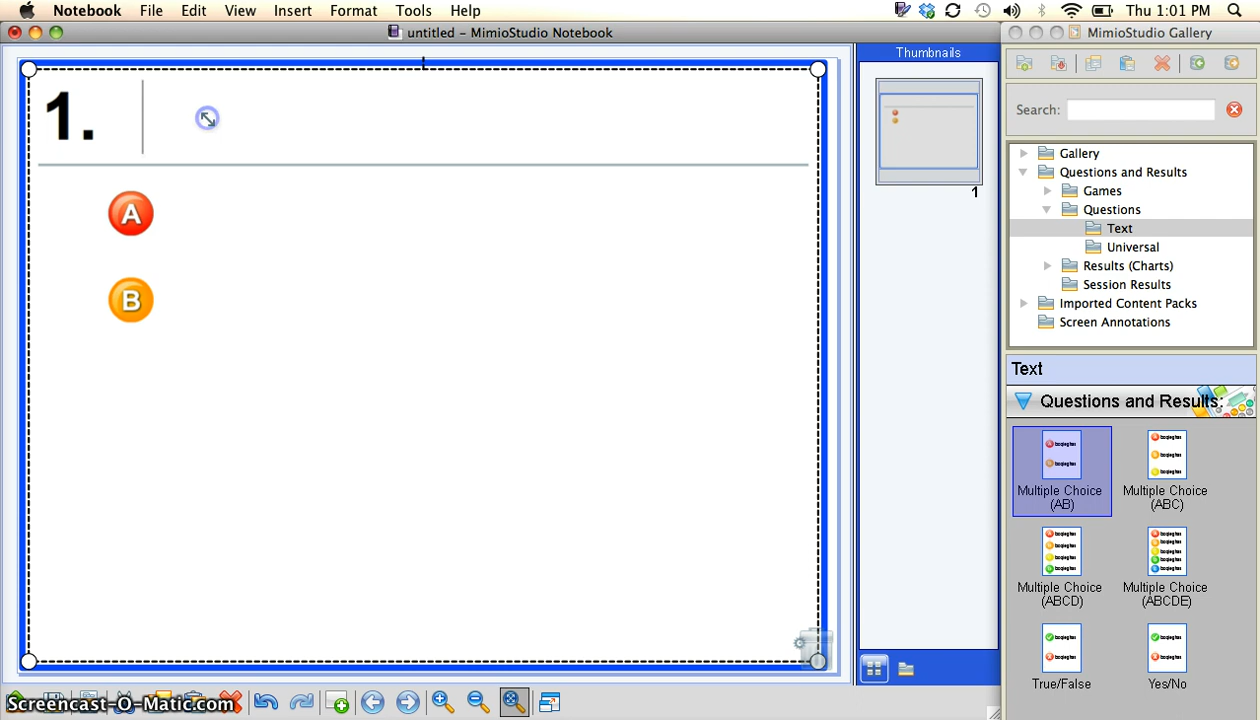 Notebook File Edit View Insert Format Tools Help Thu 1:01 PM
untitled – MimioStudio Notebook
MimioStudio Gallery
Thumbnails
1.
A
B
1
Search:
Gallery
Questions and Results
Games
Questions
Text
Universal
Results (Charts)
Session Results
Imported Content Packs
Screen Annotations
Text
Questions and Results:
Multiple Choice (AB)
Multiple Choice (ABC)
Multiple Choice (ABCD)
Multiple Choice (ABCDE)
True/False
Yes/No
Screencast-O-Matic.com